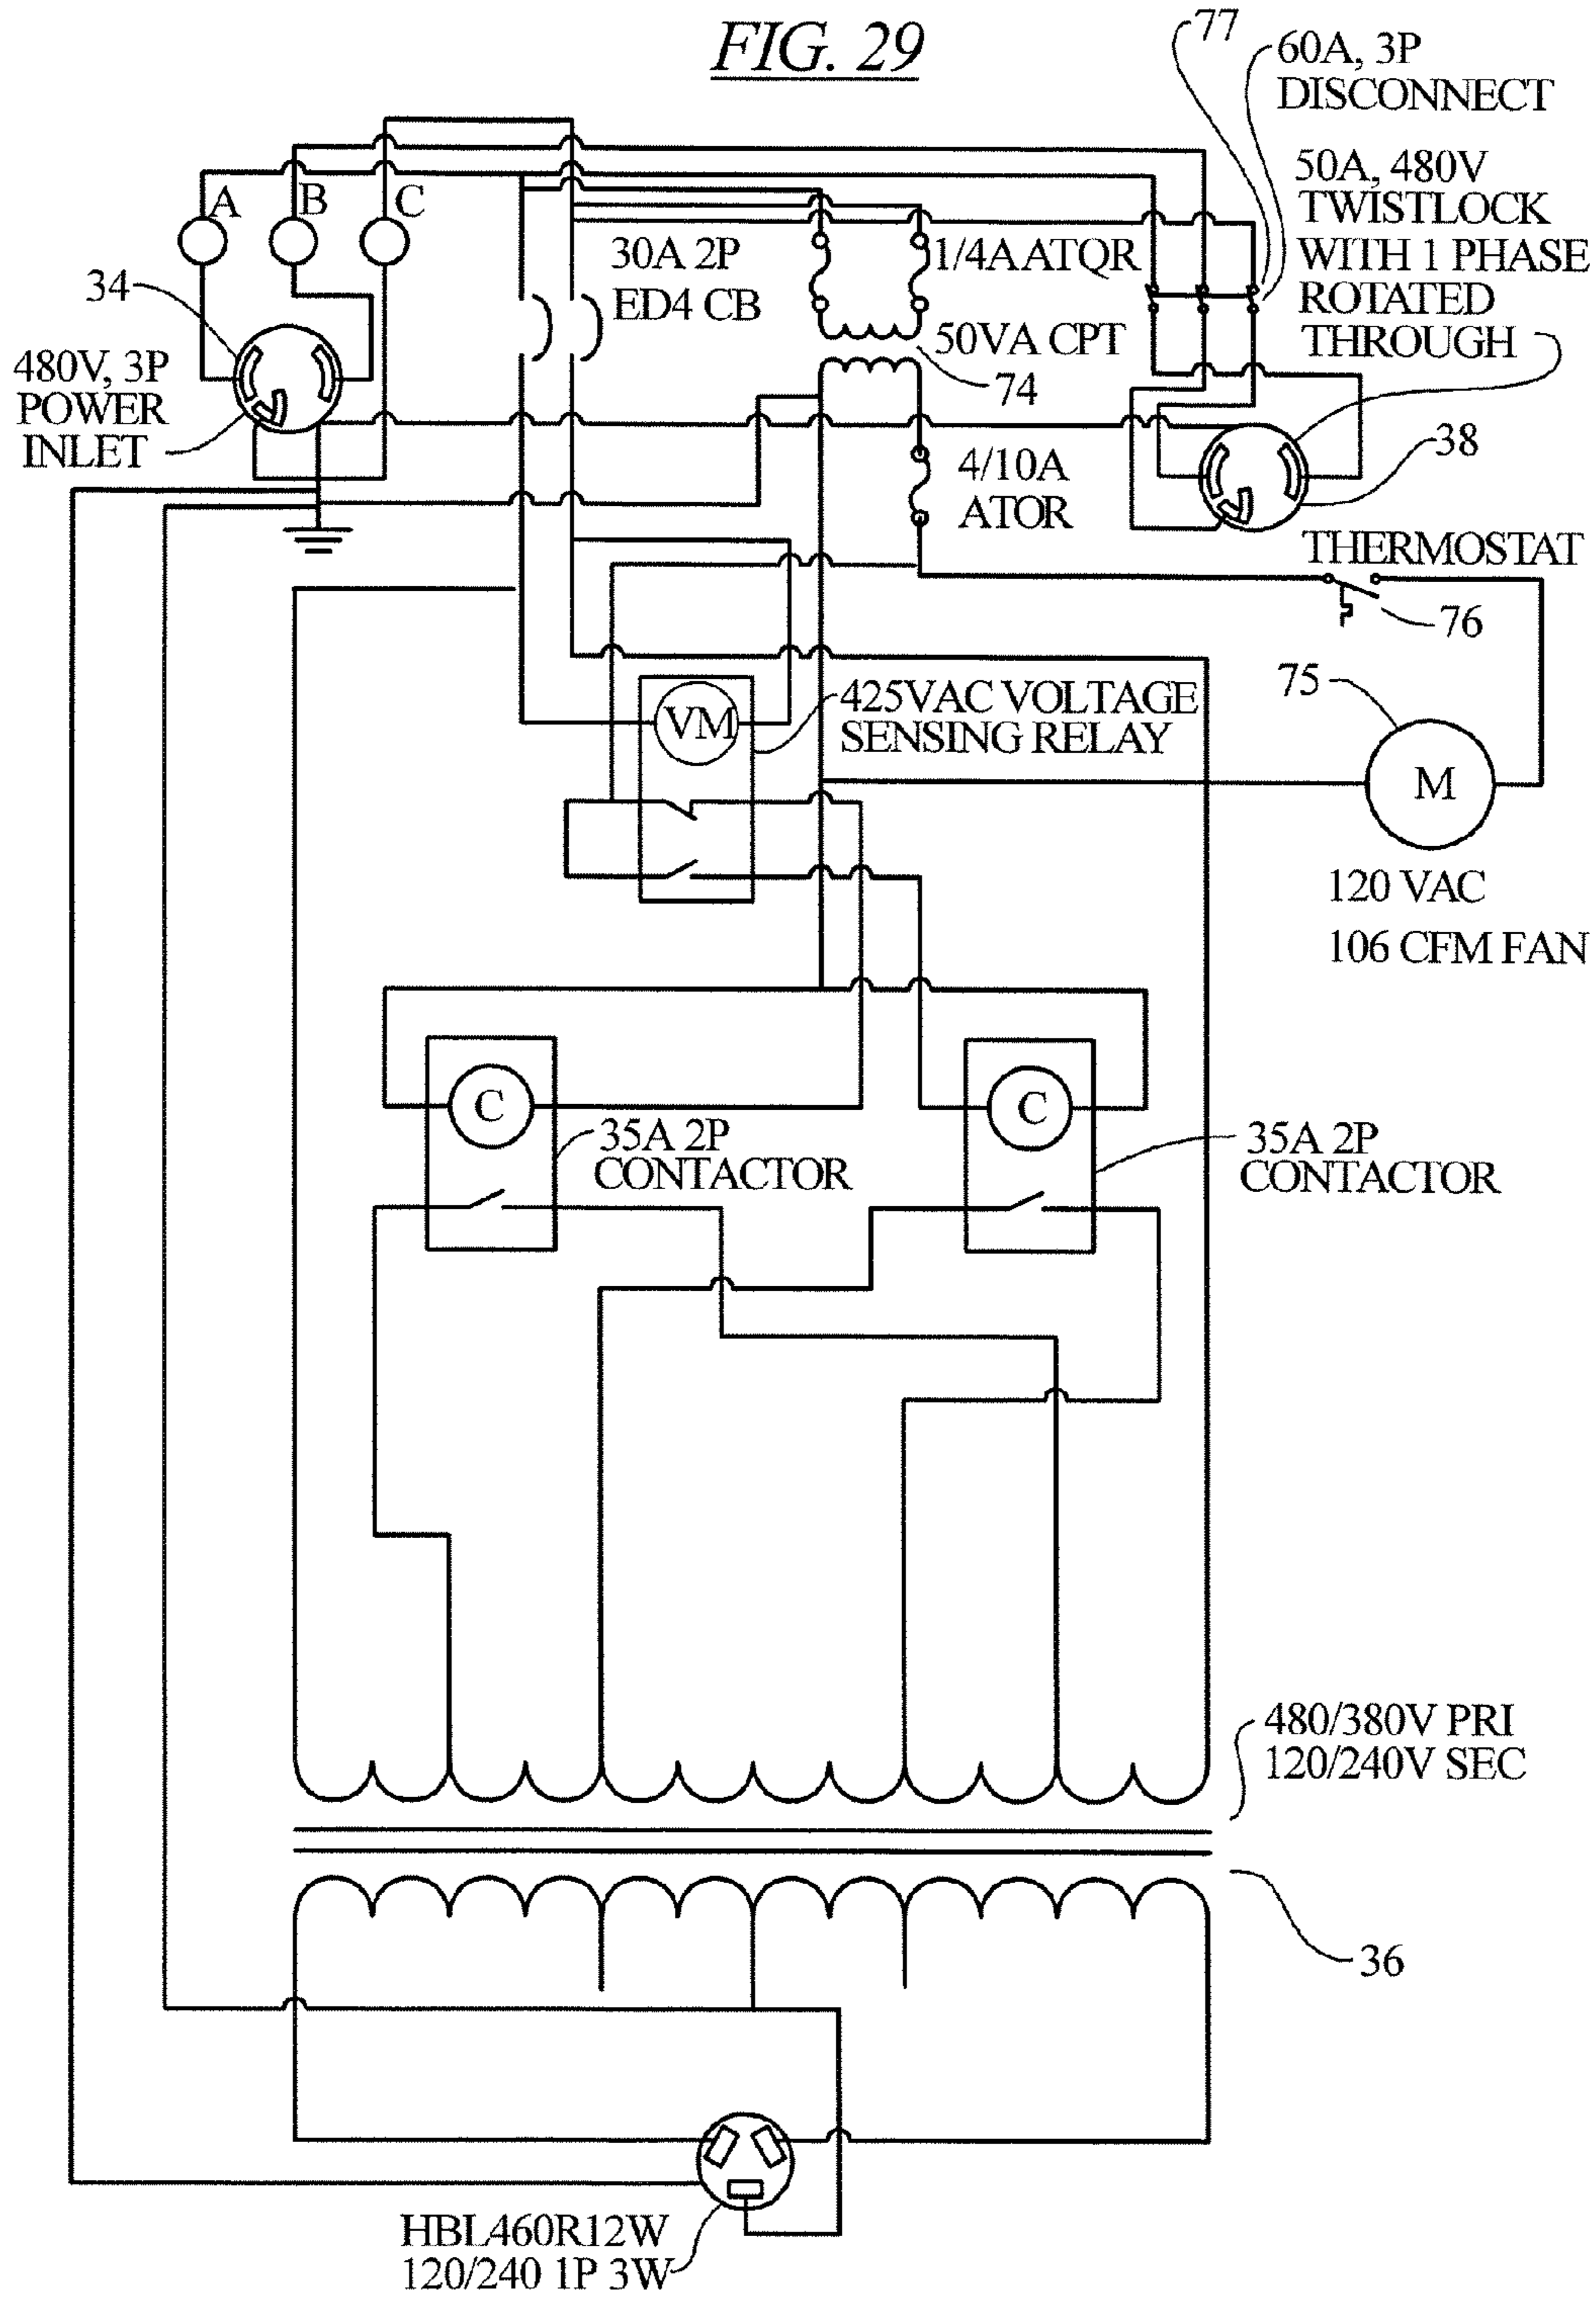 FIG. 29
77
60A, 3P
DISCONNECT
50A, 480V
TWISTLOCK
WITH 1 PHASE
ROTATED
THROUGH
A
B
C
34
480V, 3P
POWER
INLET
30A 2P
ED4 CB
1/4A ATQR
50VA CPT
74
38
4/10A
ATQR
THERMOSTAT
76
75
VM
425VAC VOLTAGE
SENSING RELAY
M
120 VAC
106 CFM FAN
C
35A 2P
CONTACTOR
C
35A 2P
CONTACTOR
480/380V PRI
120/240V SEC
36
HBL460R12W
120/240 1P 3W